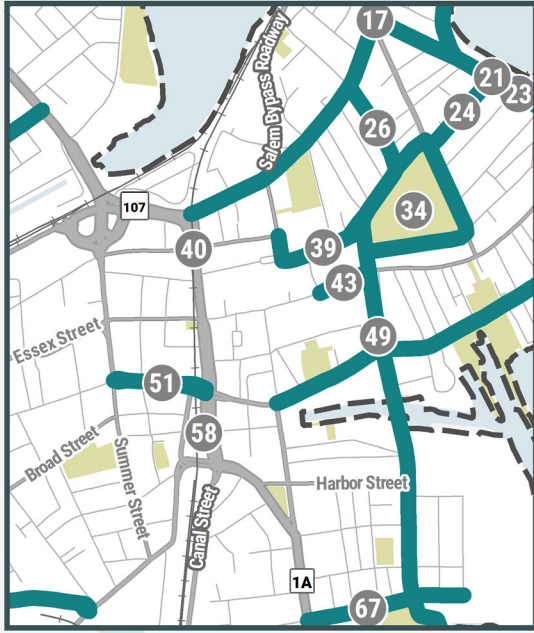 17
Salem Bypass Roadway
21
23
24
26
107
34
40
39
43
Essex Street
49
51
58
Broad Street
Summer Street
Canal Street
Harbor Street
1A
67